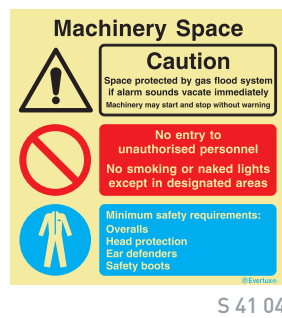 Machinery Space
Caution
Space protected by gas flood system
if alarm sounds vacate immediately
Machinery may start and stop without warning
No entry to
unauthorised personnel
No smoking or naked lights
except in designated areas
Minimum safety requirements:
Overalls
Head protection
Ear defenders
Safety boots
Everlux®
S 41 04